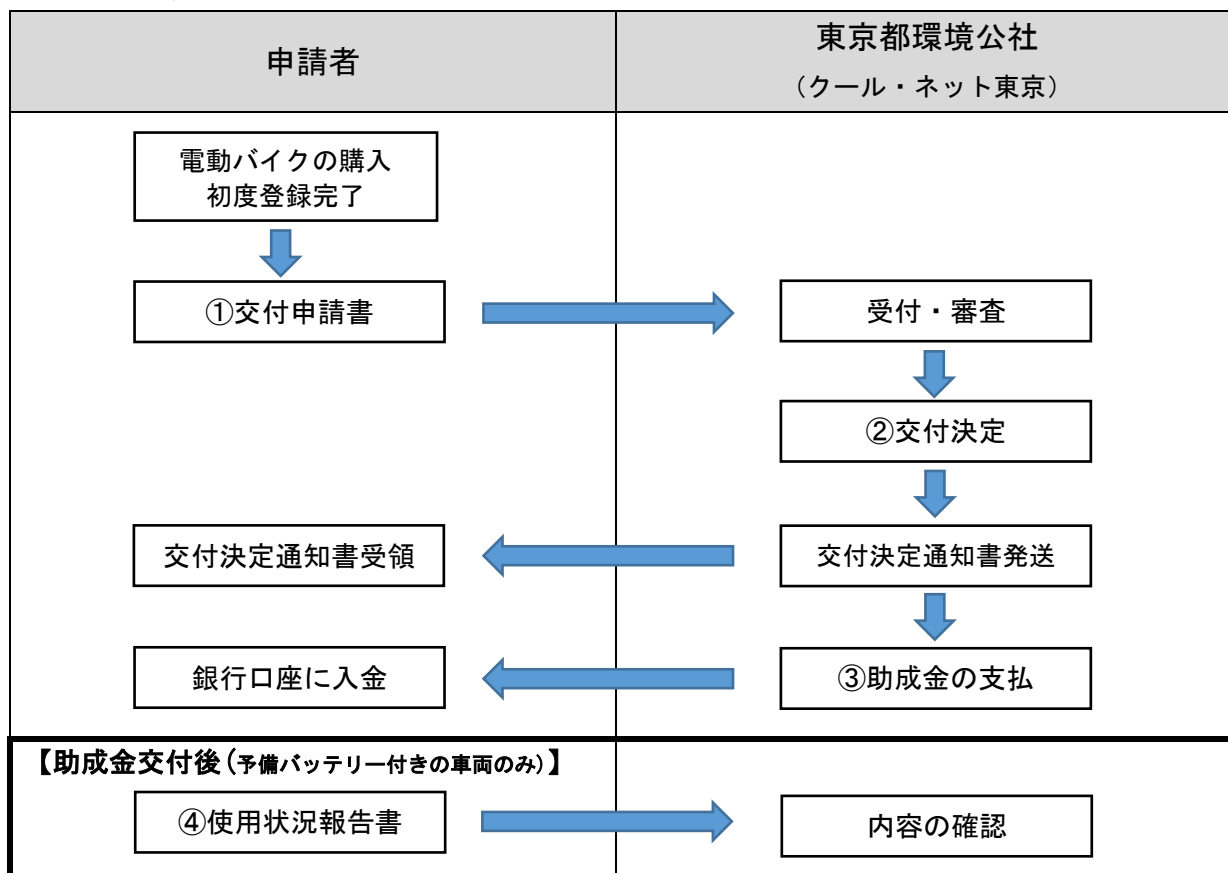 申請者
東京都環境公社
（クール・ネット東京）
電動バイクの購入
初度登録完了
①交付申請書
受付・審査
②交付決定
交付決定通知書受領
交付決定通知書発送
銀行口座に入金
③助成金の支払
【助成金交付後（予備バッテリー付きの車両のみ）】
④使用状況報告書
内容の確認